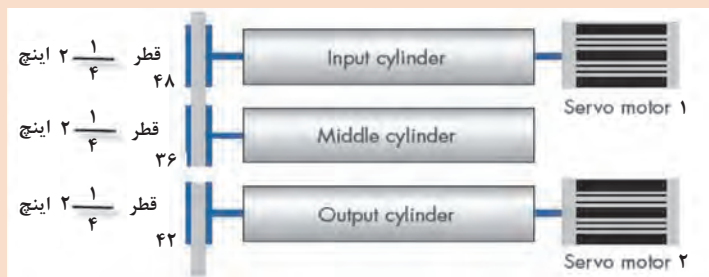 قطر ۲ ۱/۴ اینچ
۴۸
Input cylinder
Servo motor ۱
قطر ۲ ۱/۴ اینچ
۳۶
Middle cylinder
قطر ۲ ۱/۴ اینچ
۴۲
Output cylinder
Servo motor ۲